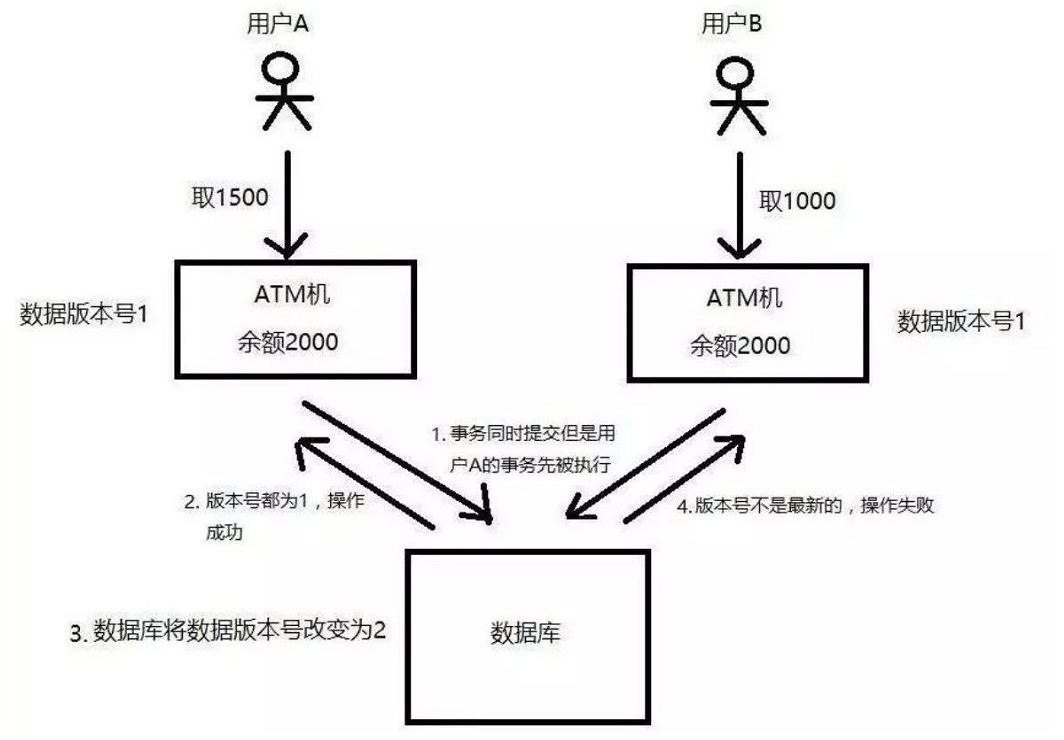 用户A
用户B
取1500
取1000
ATM机
余额2000
数据版本号1
ATM机
余额2000
数据版本号1
1. 事务同时提交但是用
户A的事务先被执行
2. 版本号都为1，操作
成功
4.版本号不是最新的，操作失败
3. 数据库将数据版本号改变为2
数据库